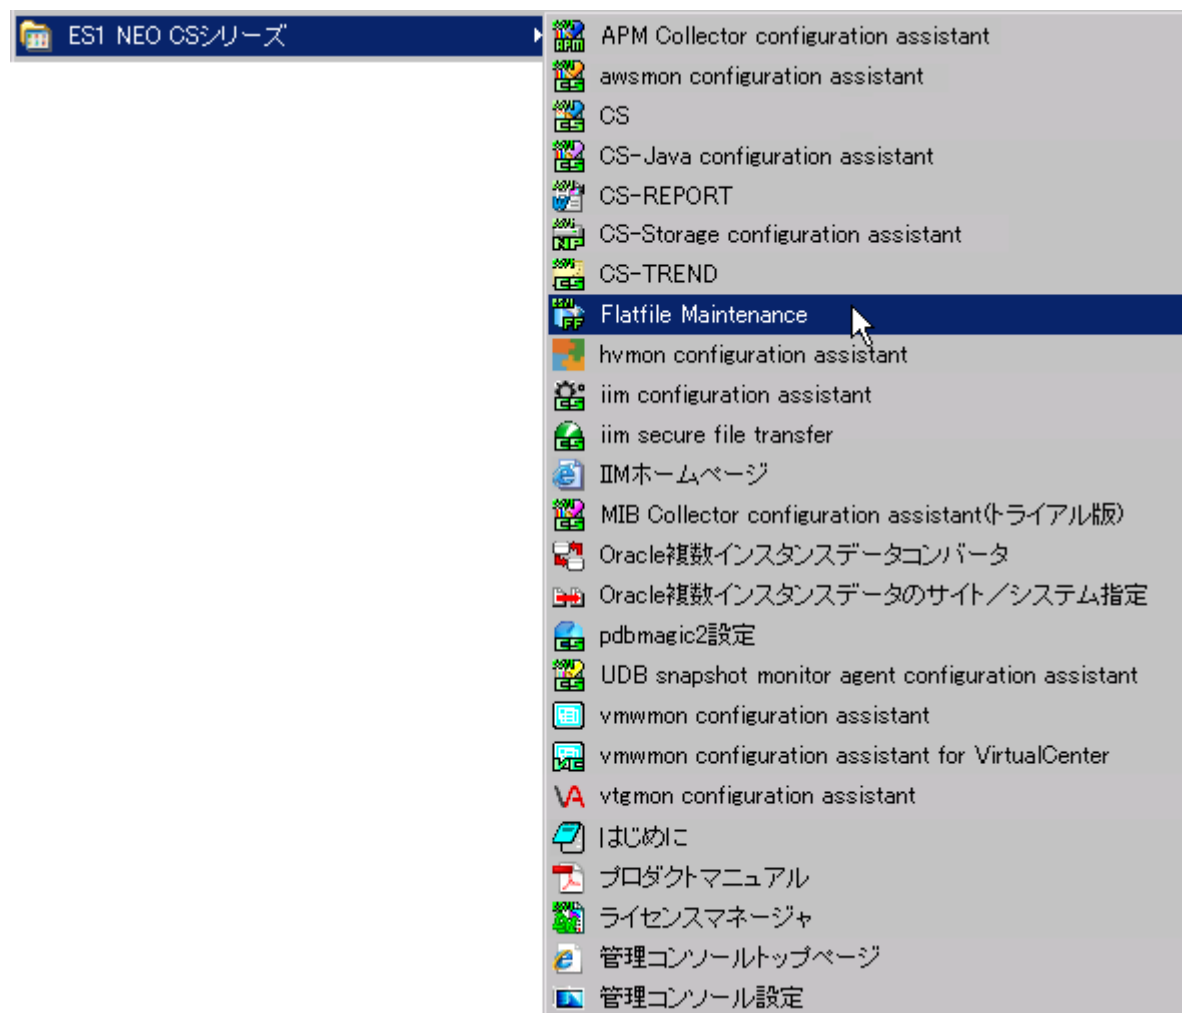 ES1 NEO CSシリーズ
APM Collector configuration assistant
awsmon configuration assistant
CS
CS-Java configuration assistant
CS-REPORT
CS-Storage configuration assistant
CS-TREND
Flatfile Maintenance
hvmon configuration assistant
iim configuration assistant
iim secure file transfer
IIMホームページ
MIB Collector configuration assistant(トライアル版)
Oracle複数インスタンスデータコンバータ
Oracle複数インスタンスデータのサイト／システム指定
pdbmagic2設定
UDB snapshot monitor agent configuration assistant
vmwmon configuration assistant
vmwmon configuration assistant for VirtualCenter
vtgmon configuration assistant
はじめに
プロダクトマニュアル
ライセンスマネージャ
管理コンソールトップページ
管理コンソール設定